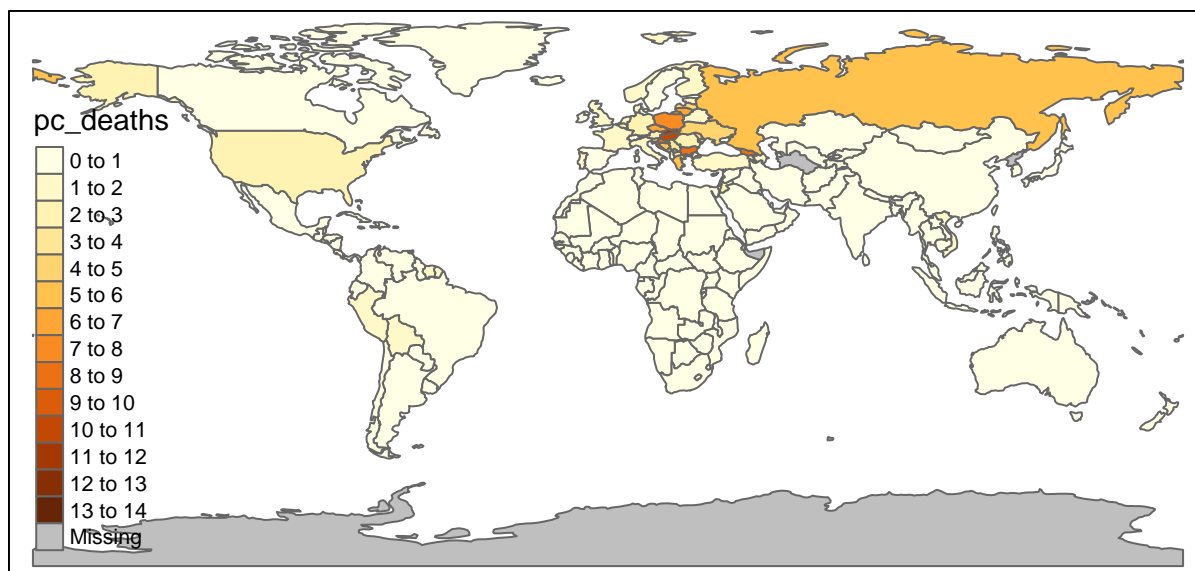 pc_deaths
0 to 1
1 to 2
2 to 3
3 to 4
4 to 5
5 to 6
6 to 7
7 to 8
8 to 9
9 to 10
10 to 11
11 to 12
12 to 13
13 to 14
Missing